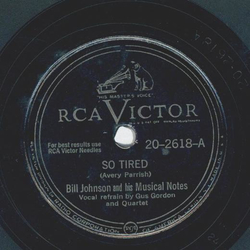 "HIS MASTER'S VOICE"
RCA VICTOR
For best results use
RCA Victor Needles
20-2618-A
SO TIRED
(Avery Parrish)
Bill Johnson and his Musical Notes
Vocal refrain by Gus Gordon
and Quartet